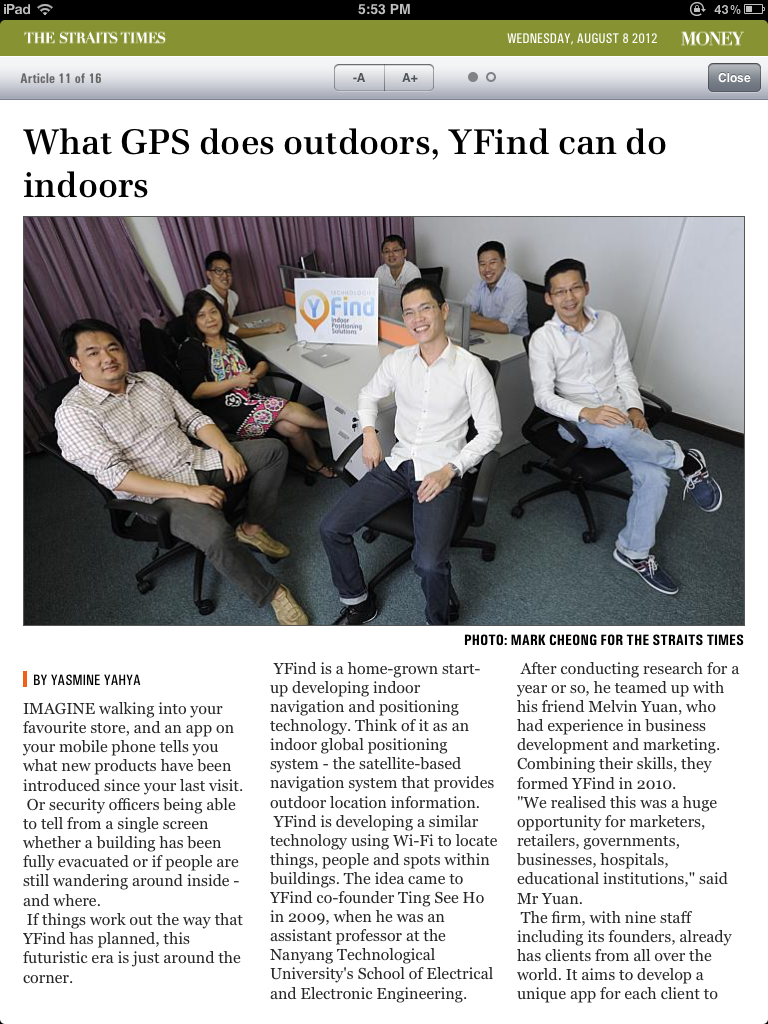 iPad
5:53 PM
43%
THE STRAITS TIMES
WEDNESDAY, AUGUST 8 2012
MONEY
Article 11 of 16
-A
A+
Close
What GPS does outdoors, YFind can do
indoors
TECHNOLOGIES
YFind
Indoor
Positioning
Solutions
PHOTO: MARK CHEONG FOR THE STRAITS TIMES
BY YASMINE YAHYA
IMAGINE walking into your
favourite store, and an app on
your mobile phone tells you
what new products have been
introduced since your last visit.
Or security officers being able
to tell from a single screen
whether a building has been
fully evacuated or if people are
still wandering around inside -
and where.
If things work out the way that
YFind has planned, this
futuristic era is just around the
corner.
YFind is a home-grown start-
up developing indoor
navigation and positioning
technology. Think of it as an
indoor global positioning
system - the satellite-based
navigation system that provides
outdoor location information.
YFind is developing a similar
technology using Wi-Fi to locate
things, people and spots within
buildings. The idea came to
YFind co-founder Ting See Ho
in 2009, when he was an
assistant professor at the
Nanyang Technological
University's School of Electrical
and Electronic Engineering.
After conducting research for a
year or so, he teamed up with
his friend Melvin Yuan, who
had experience in business
development and marketing.
Combining their skills, they
formed YFind in 2010.
"We realised this was a huge
opportunity for marketers,
retailers, governments,
businesses, hospitals,
educational institutions," said
Mr Yuan.
The firm, with nine staff
including its founders, already
has clients from all over the
world. It aims to develop a
unique app for each client to